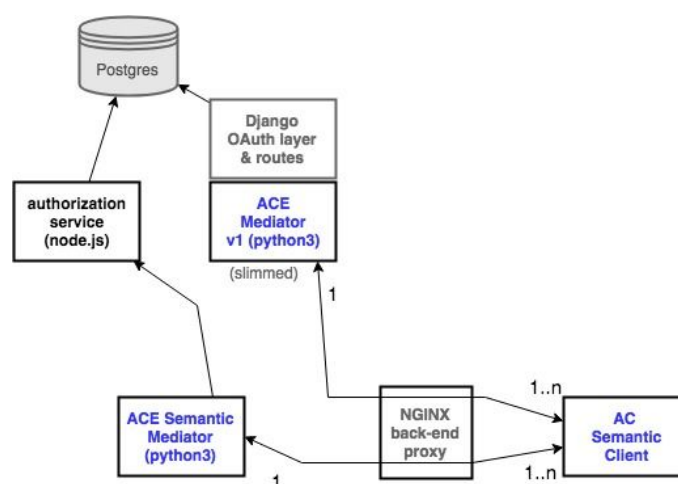 Postgres
Django
OAuth layer
& routes
authorization
service
(node.js)
ACE
Mediator
v1 (python3)
(slimmed)
1
ACE Semantic
Mediator
(python3)
NGINX
back-end
proxy
1..n
AC
Semantic
Client
1..n
1